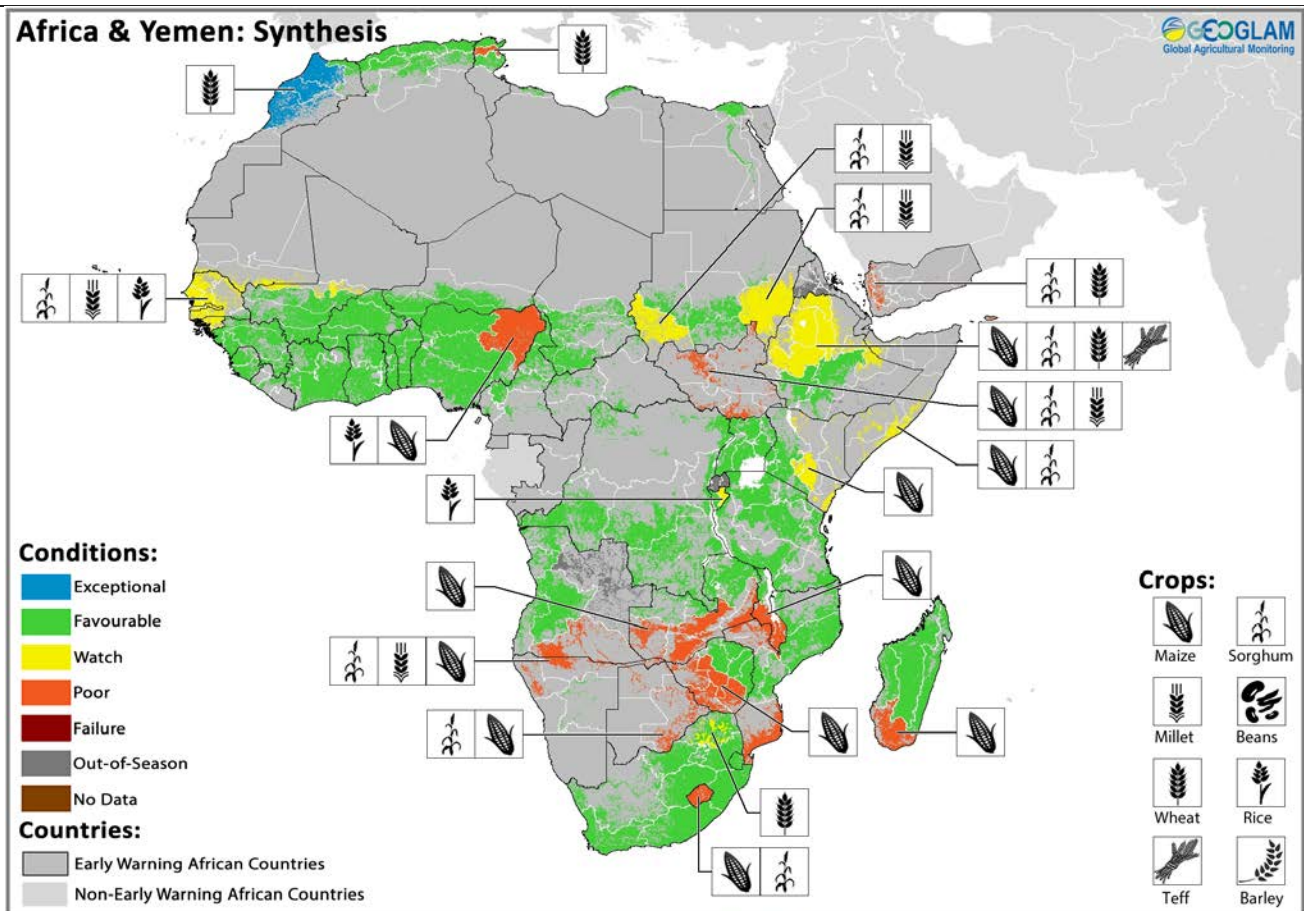 Africa & Yemen: Synthesis
GEOGLAM
Global Agricultural Monitoring
Conditions:
Exceptional
Favourable
Watch
Poor
Failure
Out-of-Season
No Data
Countries:
Early Warning African Countries
Non-Early Warning African Countries
Crops:
Maize Sorghum
Millet Beans
Wheat Rice
Teff Barley